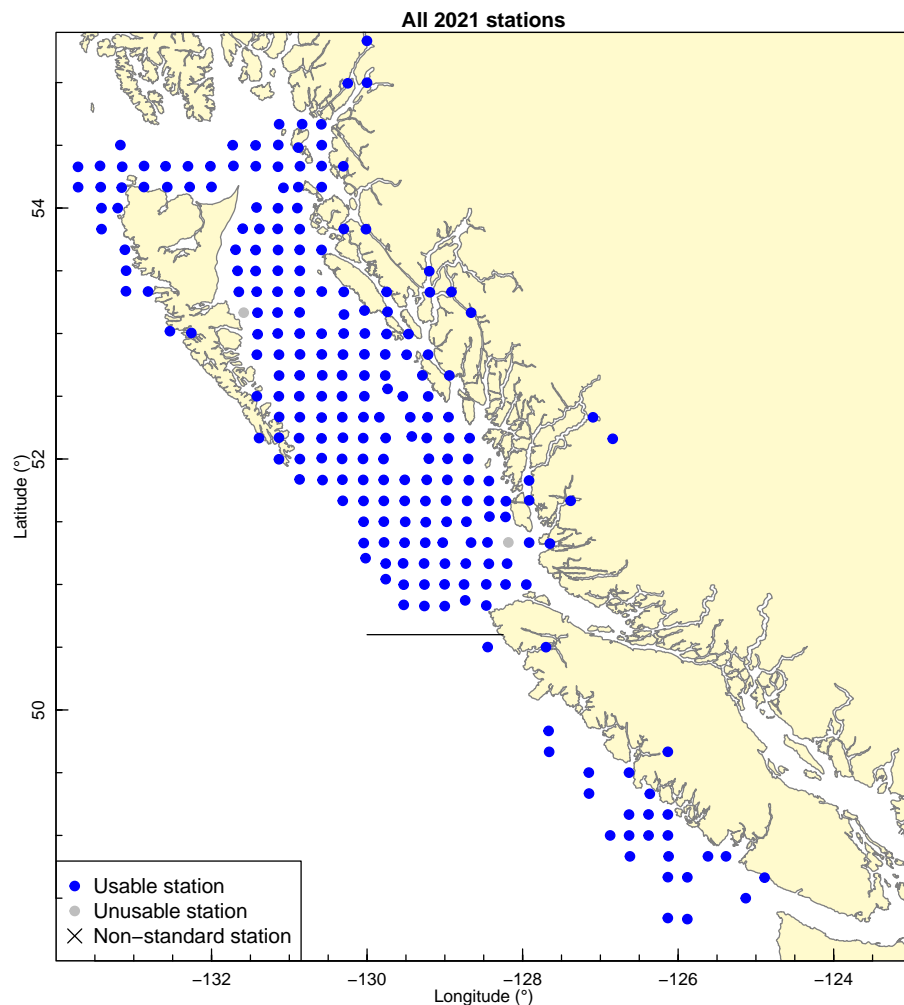 All 2021 stations
54
52
50
Latitude (°)
Usable station
Unusable station
Non−standard station
−132
−130
−128
−126
−124
Longitude (°)